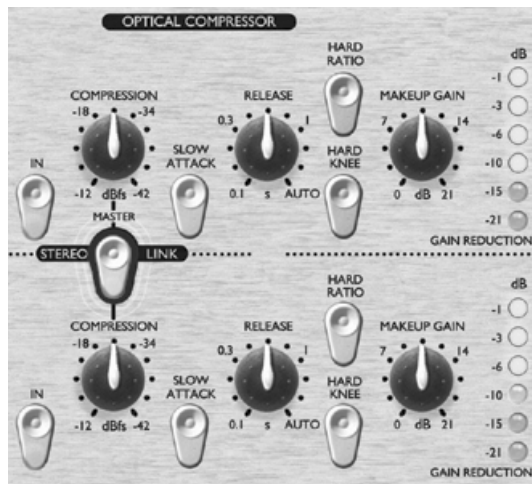 OPTICAL COMPRESSOR
HARD
RATIO
dB
-1
COMPRESSION
RELEASE
MAKEUP GAIN
-3
-18
-34
0.3
1
7
14
-6
IN
SLOW
ATTACK
HARD
KNEE
-10
-15
-12 dBfs -42
0.1 s AUTO
0 dB 21
-21
MASTER
GAIN REDUCTION
STEREO LINK
HARD
RATIO
dB
-1
COMPRESSION
RELEASE
MAKEUP GAIN
-3
-18
-34
0.3
1
7
14
-6
IN
SLOW
ATTACK
HARD
KNEE
-10
-15
-12 dBfs -42
0.1 s AUTO
0 dB 21
-21
GAIN REDUCTION